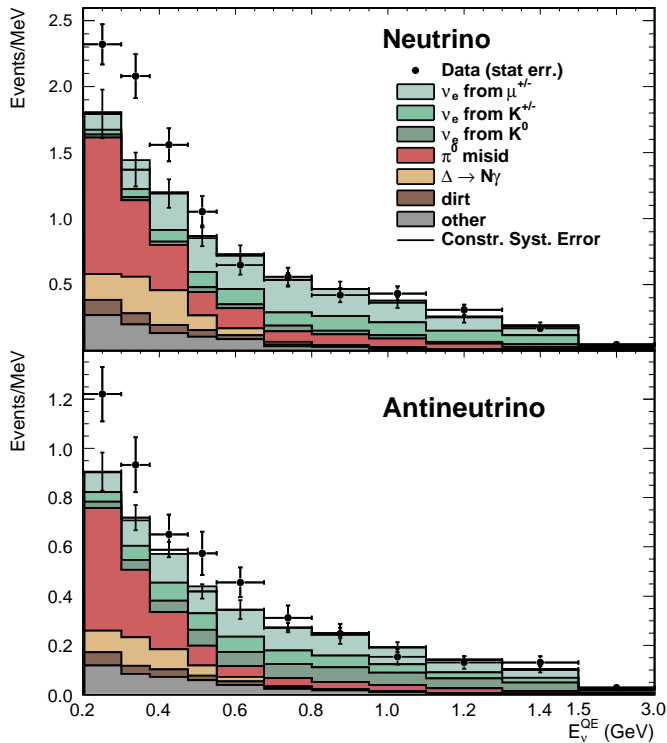 Events/MeV
2.5
2.0
1.5
1.0
0.5
Neutrino
Data (stat err.)
νe from μ+/-
νe from K+/-
νe from K0
π0 misid
Δ → Nγ
dirt
other
Constr. Syst. Error
Events/MeV
1.2
1.0
0.8
0.6
0.4
0.2
0.0
Antineutrino
0.2 0.4 0.6 0.8 1.0 1.2 1.4 1.5 3.0
EνQE (GeV)